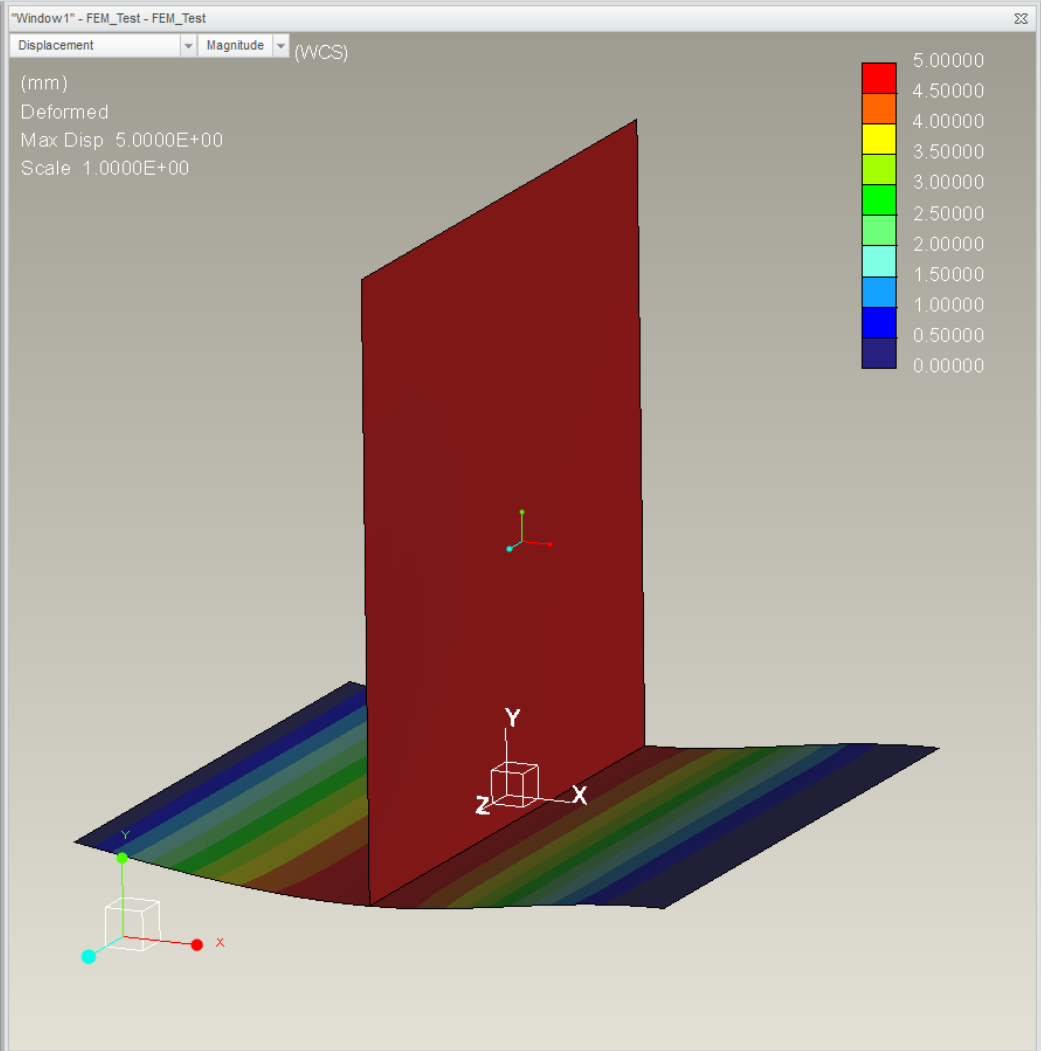 "Window1" - FEM_Test - FEM_Test
Displacement
Magnitude
(WCS)
(mm)
Deformed
Max Disp 5.0000E+00
Scale 1.0000E+00
5.00000
4.50000
4.00000
3.50000
3.00000
2.50000
2.00000
1.50000
1.00000
0.50000
0.00000
Y
Z
X
Y
X